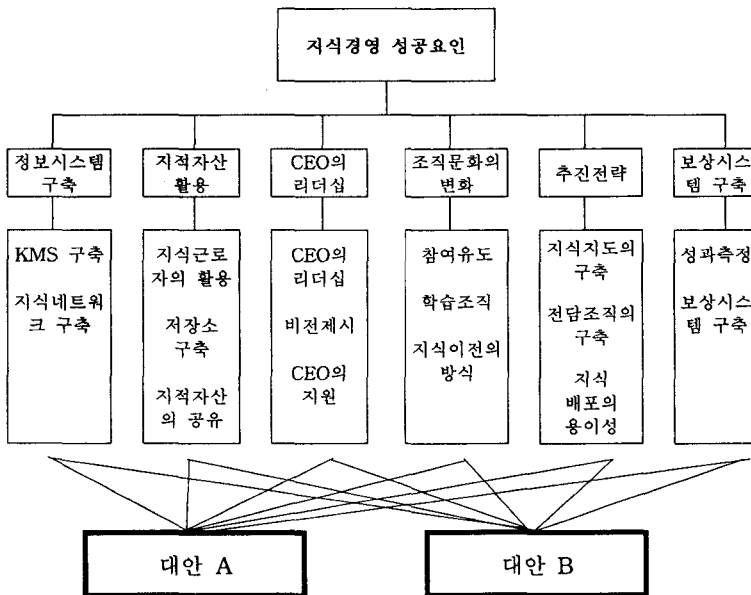 지식경영 성공요인
정보시스템
구축
지적자산
활용
CEO의
리더십
조직문화의
변화
추진전략
보상시스
템 구축
KMS 구축
지식네트워
크 구축
지식근로
자의 활용
저장소
구축
지적자산
의 공유
CEO의
리더십
비전제시
CEO의
지원
참여유도
학습조직
지식이전의
방식
지식지도의
구축
전담조직의
구축
지식
배포의
용이성
성과측정
보상시스
템 구축
대안 A
대안 B